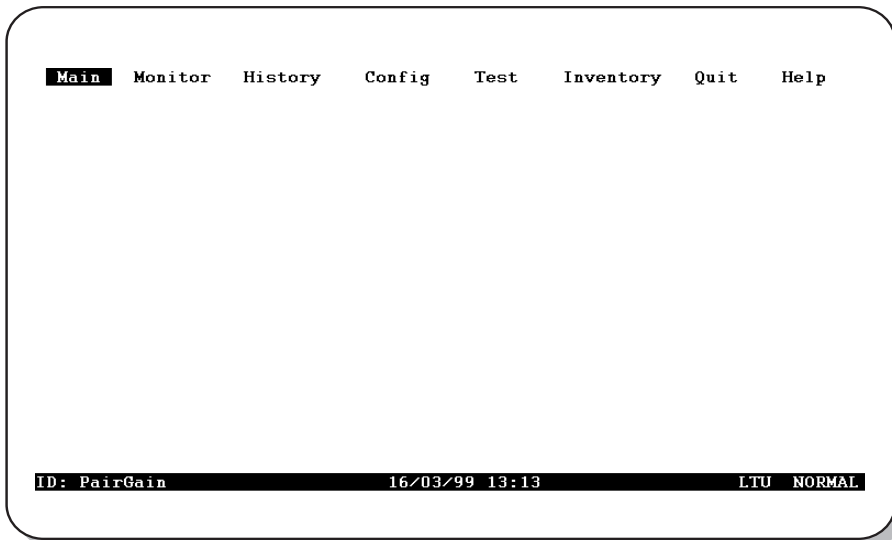 Main Monitor History Config Test Inventory Quit Help
ID: PairGain 16/03/99 13:13 LTU NORMAL